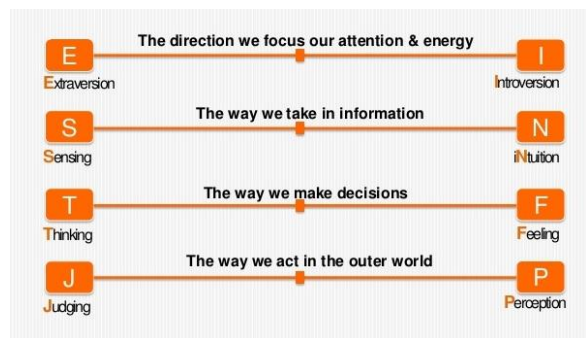 The direction we focus our attention & energy
E I
Extraversion Introversion
The way we take in information
S N
Sensing iNtuition
The way we make decisions
T F
Thinking Feeling
The way we act in the outer world
J P
Judging Perception